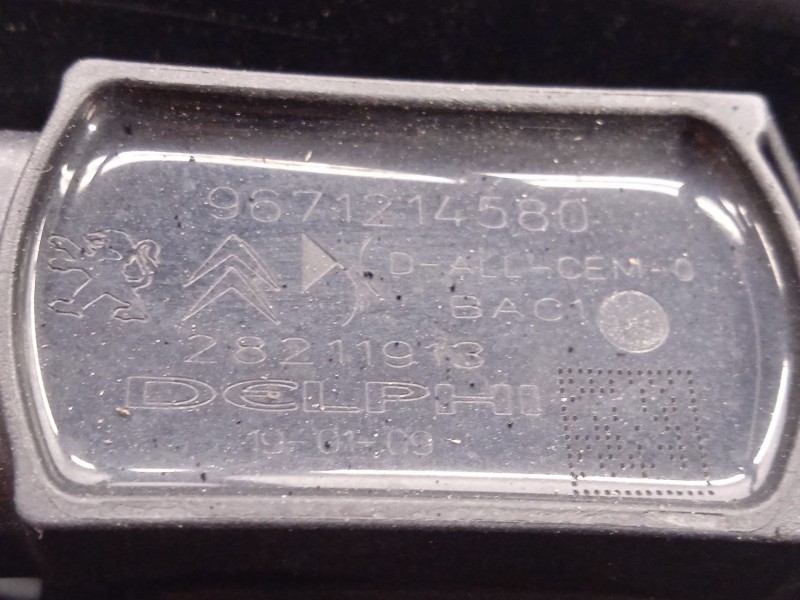 9671214580
D-ALL-CEM-0
BAC1
28211913
DELPHI
19-01-09